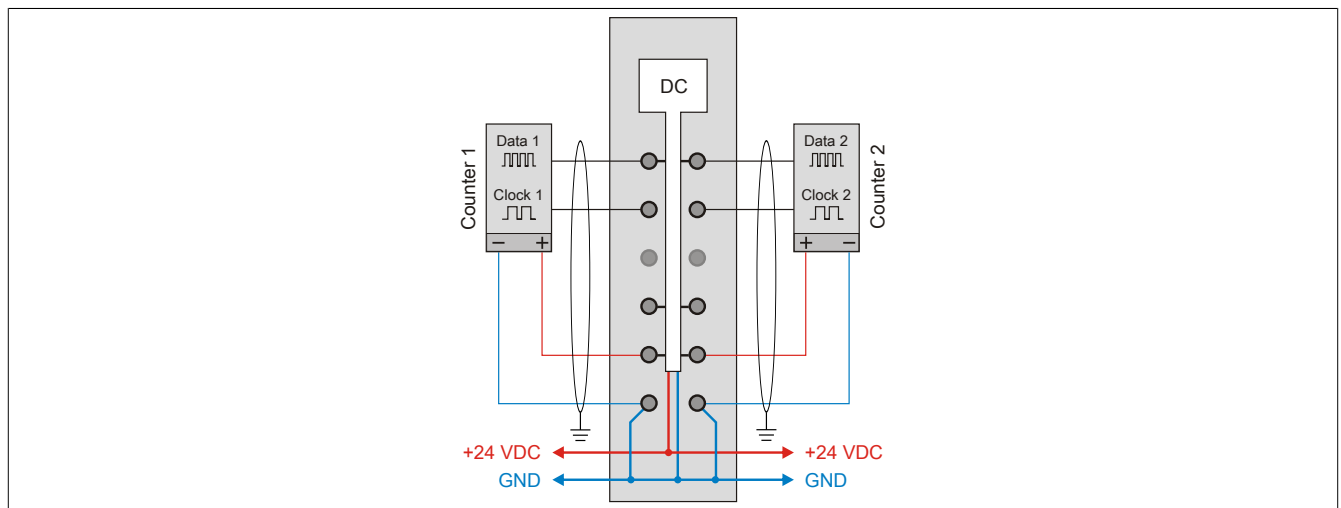 DC
Counter 1
Data 1
Clock 1
− +
Data 2
Clock 2
+ −
Counter 2
+24 VDC
+24 VDC
GND
GND